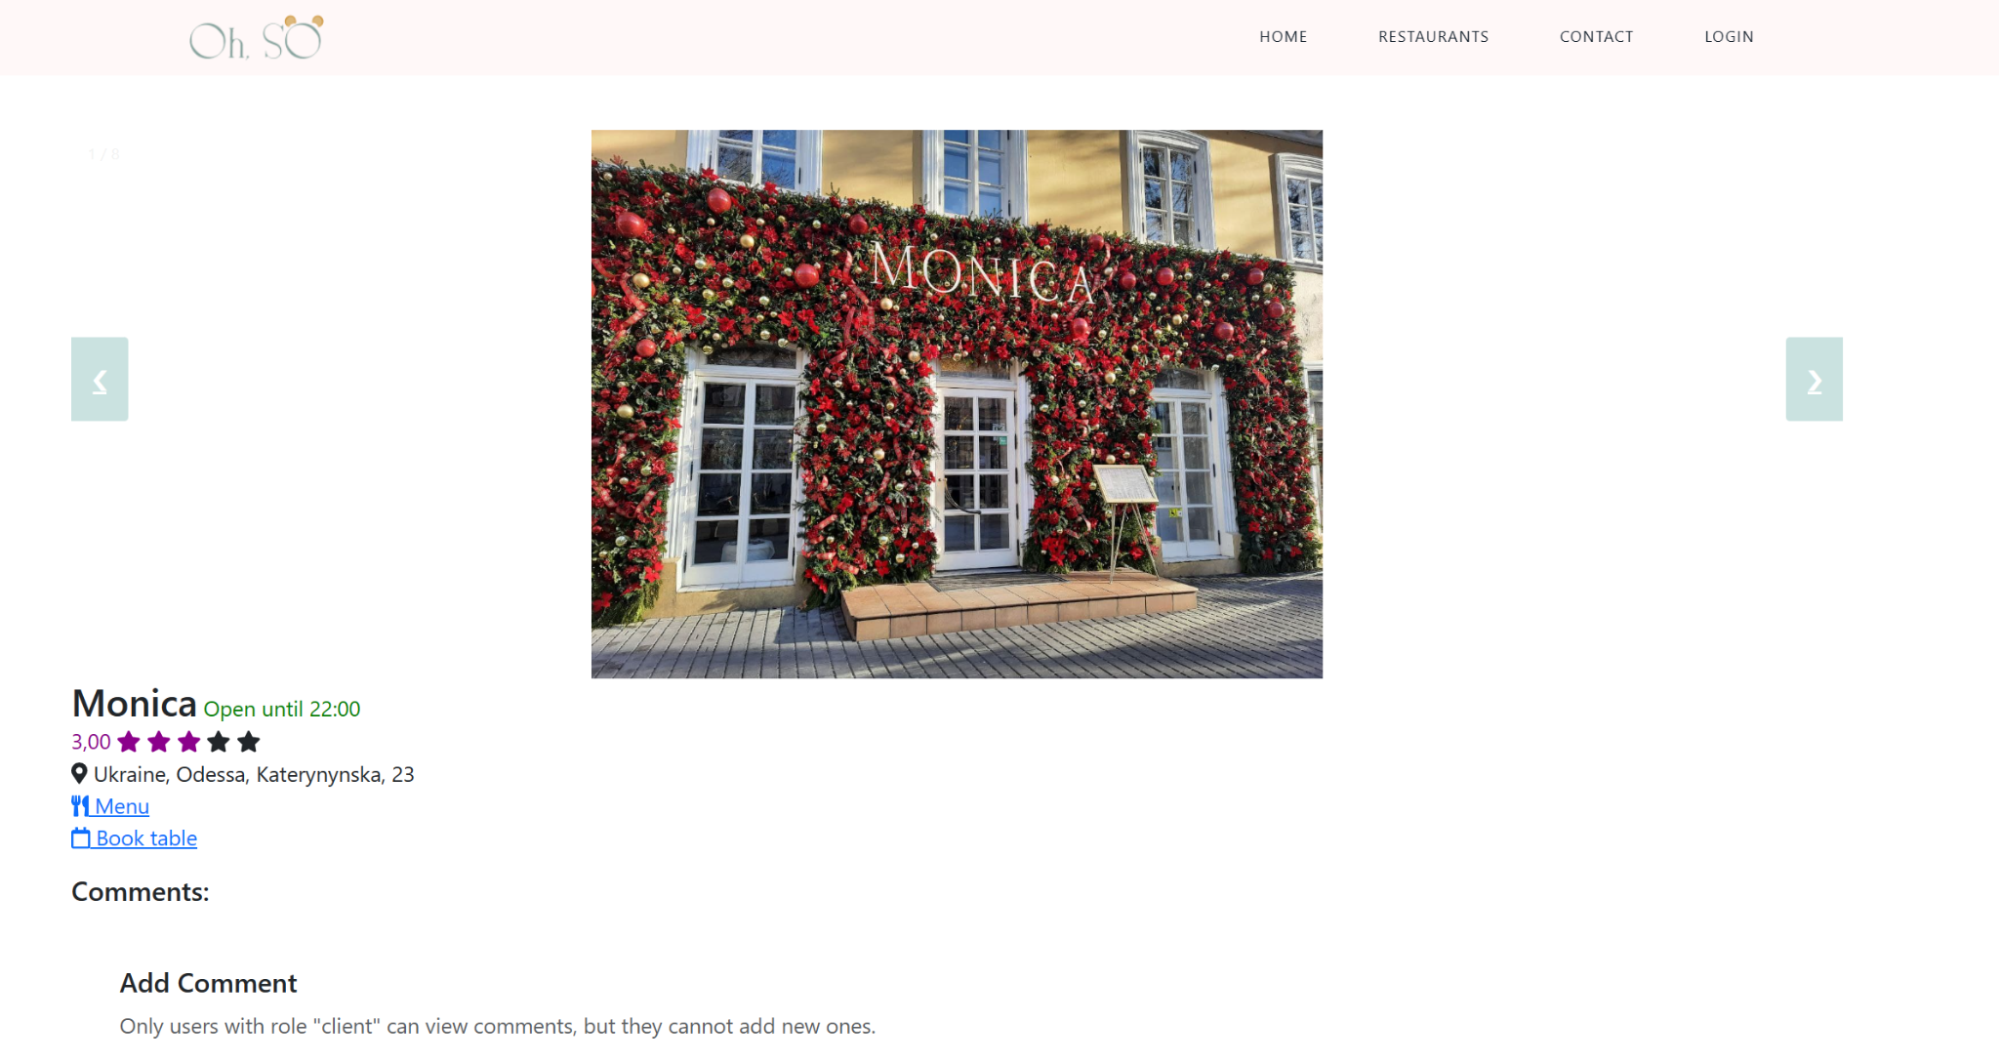 Oh, SO
HOME RESTAURANTS CONTACT LOGIN
1 / 8
MONICA
❮
❯
Monica Open until 22:00
3,00
Ukraine, Odessa, Katerynynska, 23
Menu
Book table
Comments:
Add Comment
Only users with role "client" can view comments, but they cannot add new ones.